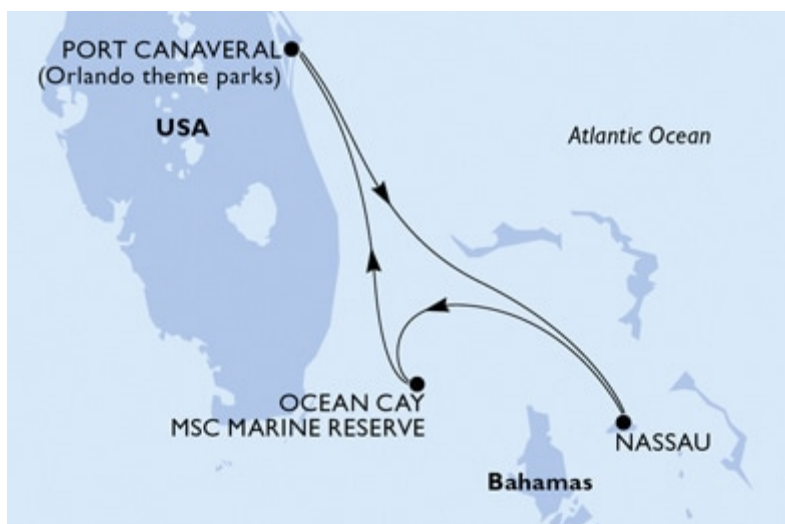 PORT CANAVERAL
(Orlando theme parks)
USA
Atlantic Ocean
OCEAN CAY
MSC MARINE RESERVE
NASSAU
Bahamas